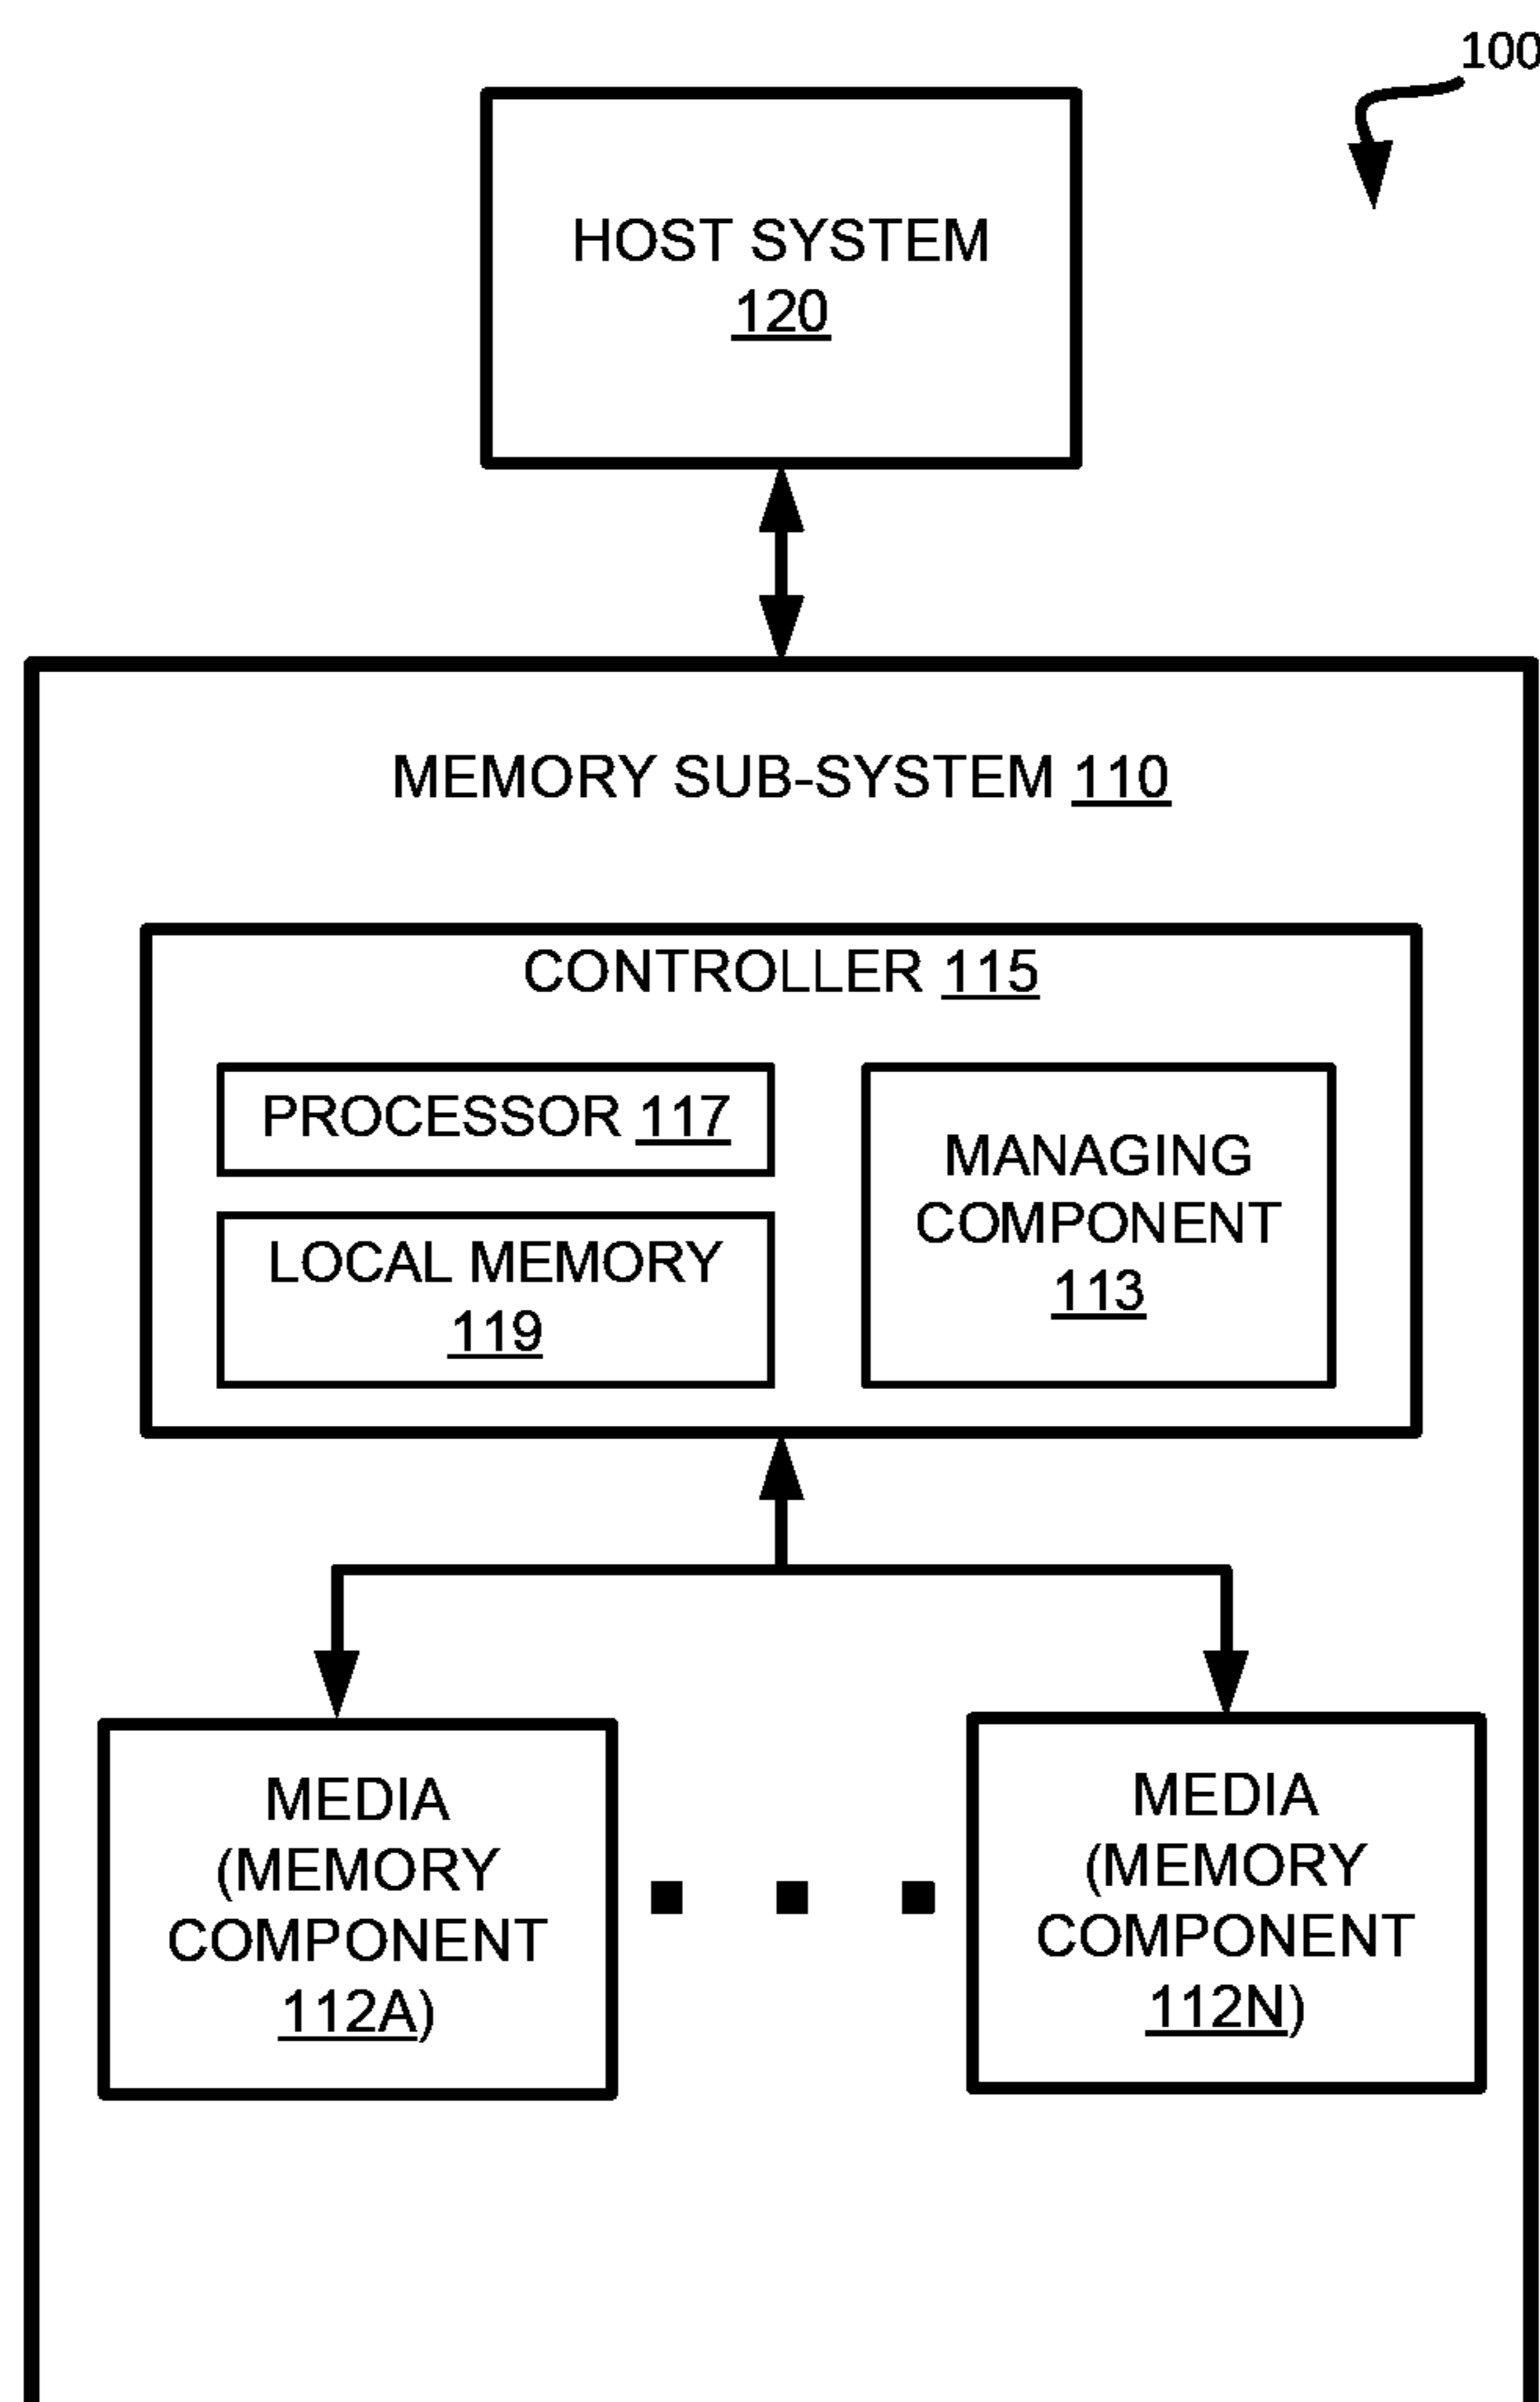 100
HOST SYSTEM
120
MEMORY SUB-SYSTEM 110
CONTROLLER 115
PROCESSOR 117
LOCAL MEMORY
119
MANAGING
COMPONENT
113
MEDIA
(MEMORY
COMPONENT
112A)
MEDIA
(MEMORY
COMPONENT
112N)